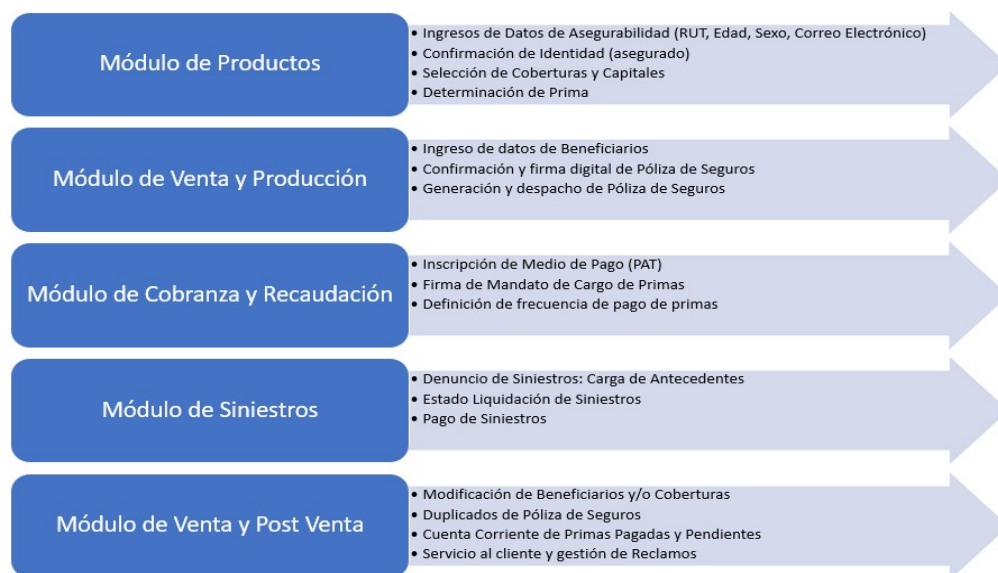 Módulo de Productos
• Ingresos de Datos de Asegurabilidad (RUT, Edad, Sexo, Correo Electrónico)
• Confirmación de Identidad (asegurado)
• Selección de Coberturas y Capitales
• Determinación de Prima
Módulo de Venta y Producción
• Ingreso de datos de Beneficiarios
• Confirmación y firma digital de Póliza de Seguros
• Generación y despacho de Póliza de Seguros
Módulo de Cobranza y Recaudación
• Inscripción de Medio de Pago (PAT)
• Firma de Mandato de Cargo de Primas
• Definición de frecuencia de pago de primas
Módulo de Siniestros
• Denuncio de Siniestros: Carga de Antecedentes
• Estado Liquidación de Siniestros
• Pago de Siniestros
Módulo de Venta y Post Venta
• Modificación de Beneficiarios y/o Coberturas
• Duplicados de Póliza de Seguros
• Cuenta Corriente de Primas Pagadas y Pendientes
• Servicio al cliente y gestión de Reclamos